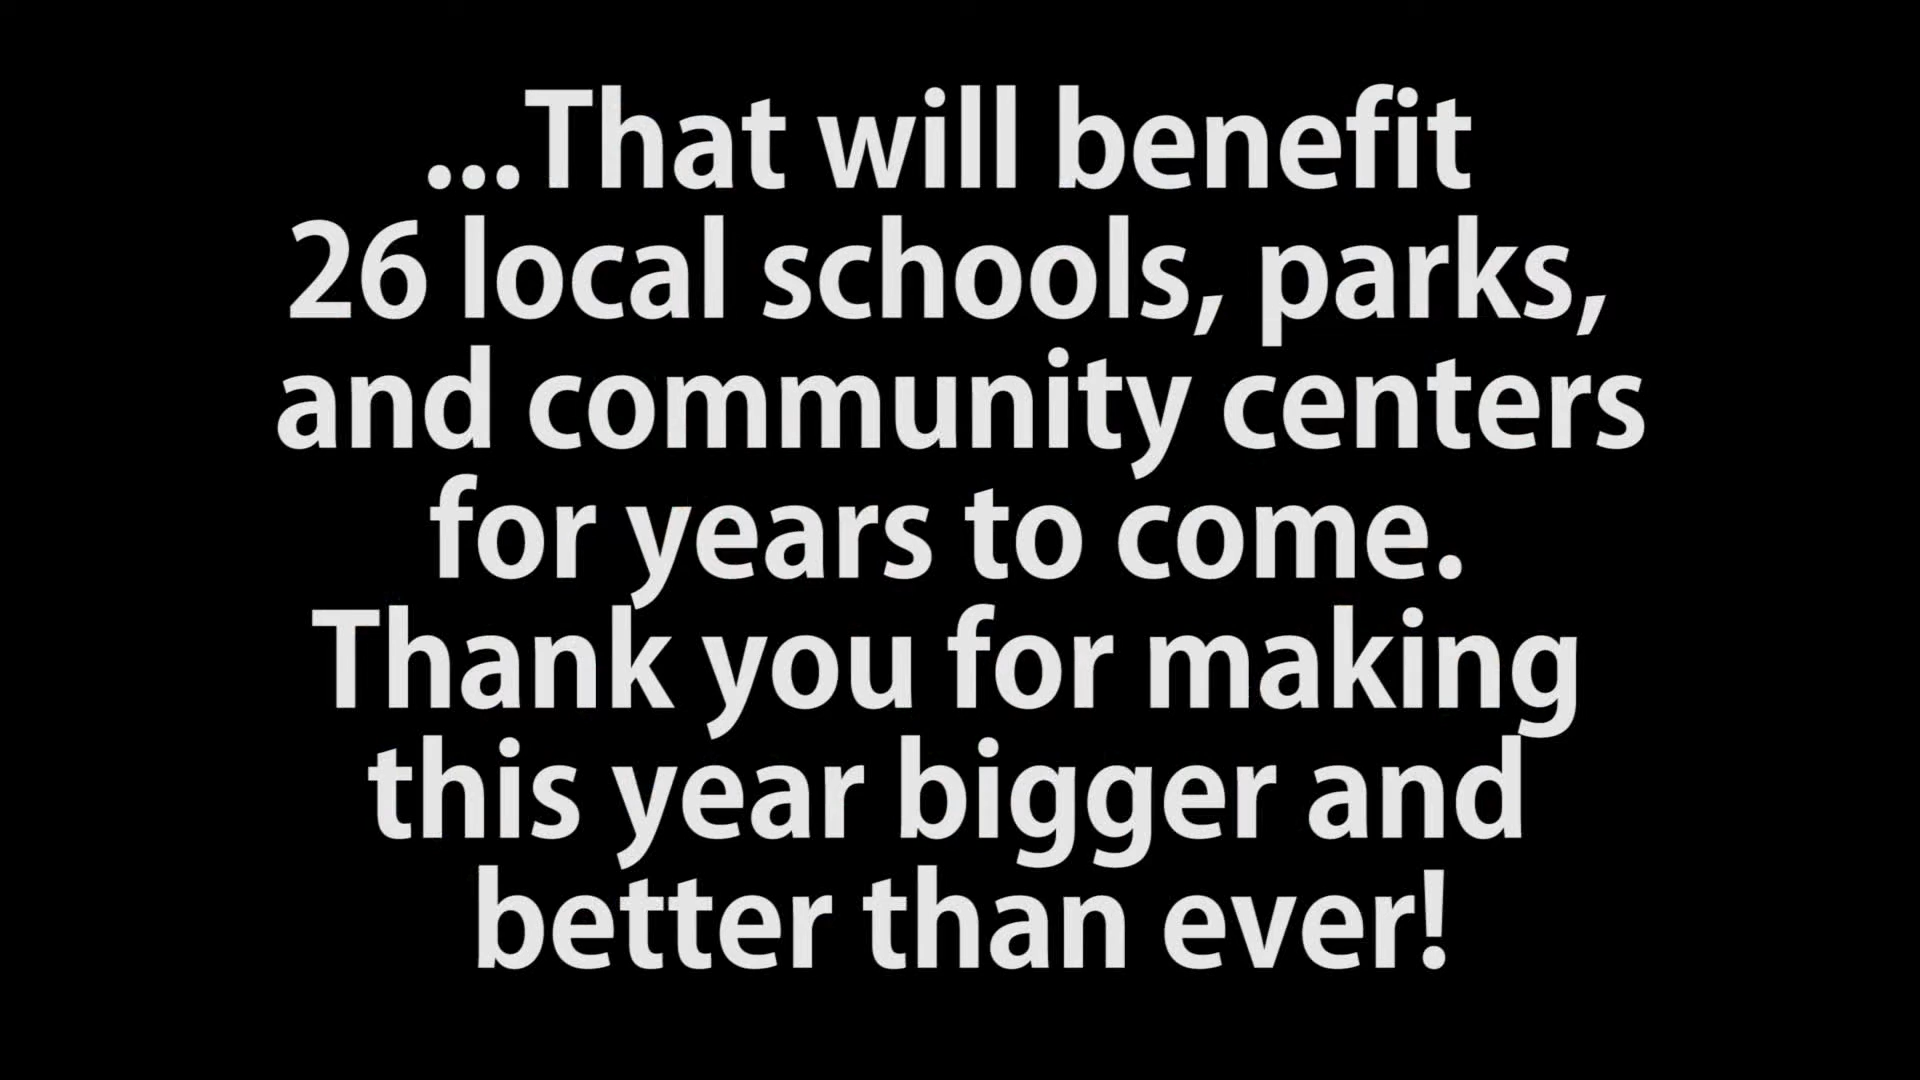 ...That will benefit
26 local schools, parks,
and community centers
for years to come.
Thank you for making
this year bigger and
better than ever!